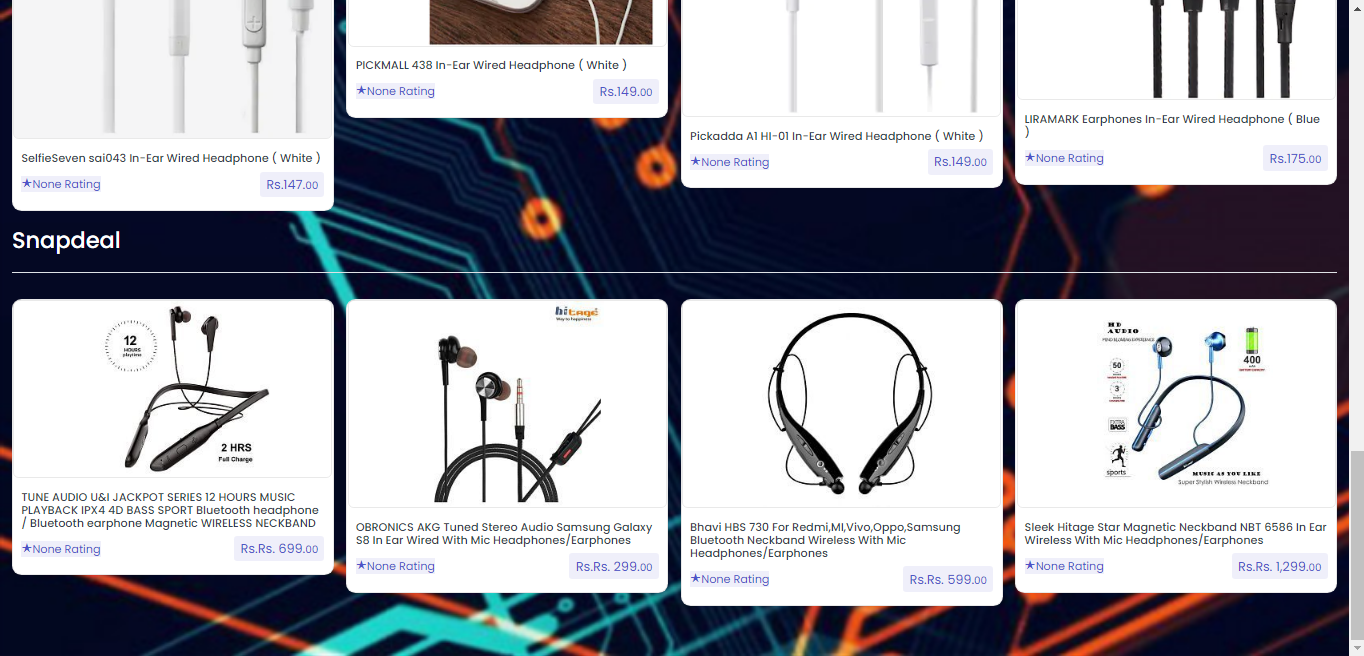 PICKMALL 438 In-Ear Wired Headphone ( White )
★None Rating
Rs.149.00
SelfieSeven sai043 In-Ear Wired Headphone ( White )
★None Rating
Rs.147.00
Pickadda A1 HI-01 In-Ear Wired Headphone ( White )
★None Rating
Rs.149.00
LIRAMARK Earphones In-Ear Wired Headphone ( Blue
)
★None Rating
Rs.175.00
Snapdeal
12
HOURS
playtime
2 HRS
Full Charge
TUNE AUDIO U&I JACKPOT SERIES 12 HOURS MUSIC
PLAYBACK IPX4 4D BASS SPORT Bluetooth headphone
/ Bluetooth earphone Magnetic WIRELESS NECKBAND
★None Rating
Rs.Rs. 699.00
hitage
Way to happiness
OBRONICS AKG Tuned Stereo Audio Samsung Galaxy
S8 In Ear Wired With Mic Headphones/Earphones
★None Rating
Rs.Rs. 299.00
Bhavi HBS 730 For Redmi,MI,Vivo,Oppo,Samsung
Bluetooth Neckband Wireless With Mic
Headphones/Earphones
★None Rating
Rs.Rs. 599.00
HD
AUDIO
400
50
3
EXTRA
BASS
sports
MUSIC AS YOU LIKE
Super Stylish Wireless Neckband
Sleek Hitage Star Magnetic Neckband NBT 6586 In Ear
Wireless With Mic Headphones/Earphones
★None Rating
Rs.Rs. 1,299.00